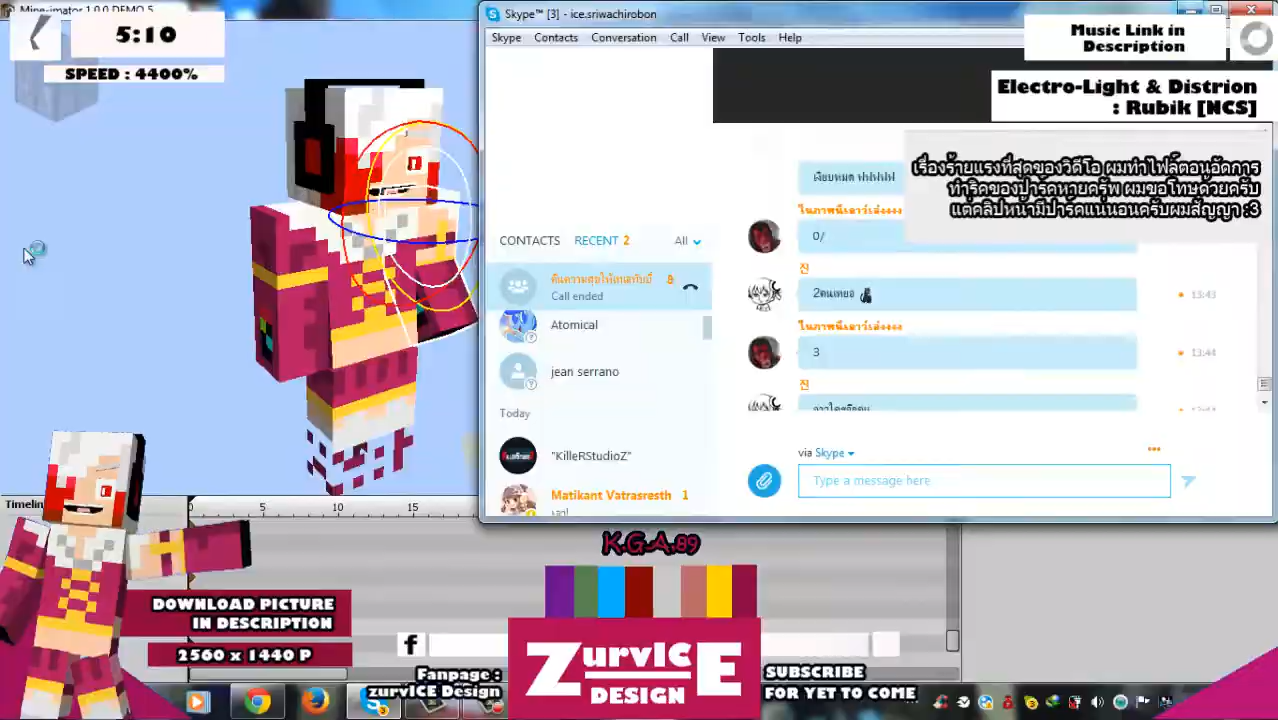 Mine-imator 1.0.0 DEMO 5
5:10
SPEED : 4400%
Skype™ [3] - ice.sriwachirobon
Skype Contacts Conversation Call View Tools Help
Music Link in
Description
Electro-Light & Distrion
: Rubik [NCS]
เรื่องร้ายแรงที่สุดของวิดีโอ ผมทำไฟล์ตอนอัดการ
ทำริคของปาร์คหายครัพ ผมขอโทษด้วยครับ
แต่คลิปหน้ามีปาร์คแน่นอนครับผมสัญญา :3
CONTACTS RECENT 2 All
8
Call ended
Atomical
jean serrano
Today
"KilleRStudioZ"
Matikant Vatrasresth 1
0/
진
2คนเหยอ
13:43
3
13:44
진
via Skype
Type a message here
Timeline
0 5 10 15
K.G.A.89
DOWNLOAD PICTURE
IN DESCRIPTION
2560 x 1440 P
f
Fanpage :
zurvICE Design
ZurvICE
DESIGN
SUBSCRIBE
FOR YET TO COME
3